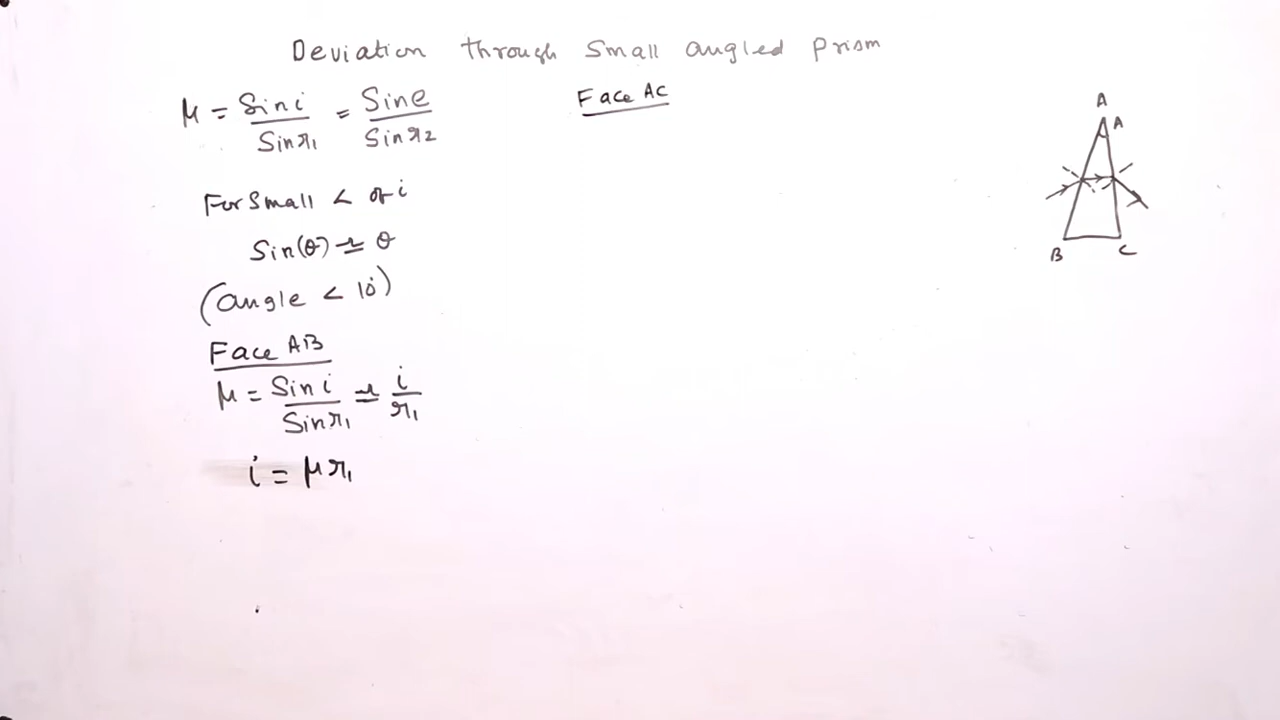 Deviation through Small angled prism
μ = Sin i / Sin r₁ = Sin e / Sin r₂
For Small < of i
Sin(θ) ≃ θ
(angle < 10°)
Face AB
μ = Sin i / Sin r₁ ≃ i / r₁
i = μ r₁
Face AC
A
A
B
C